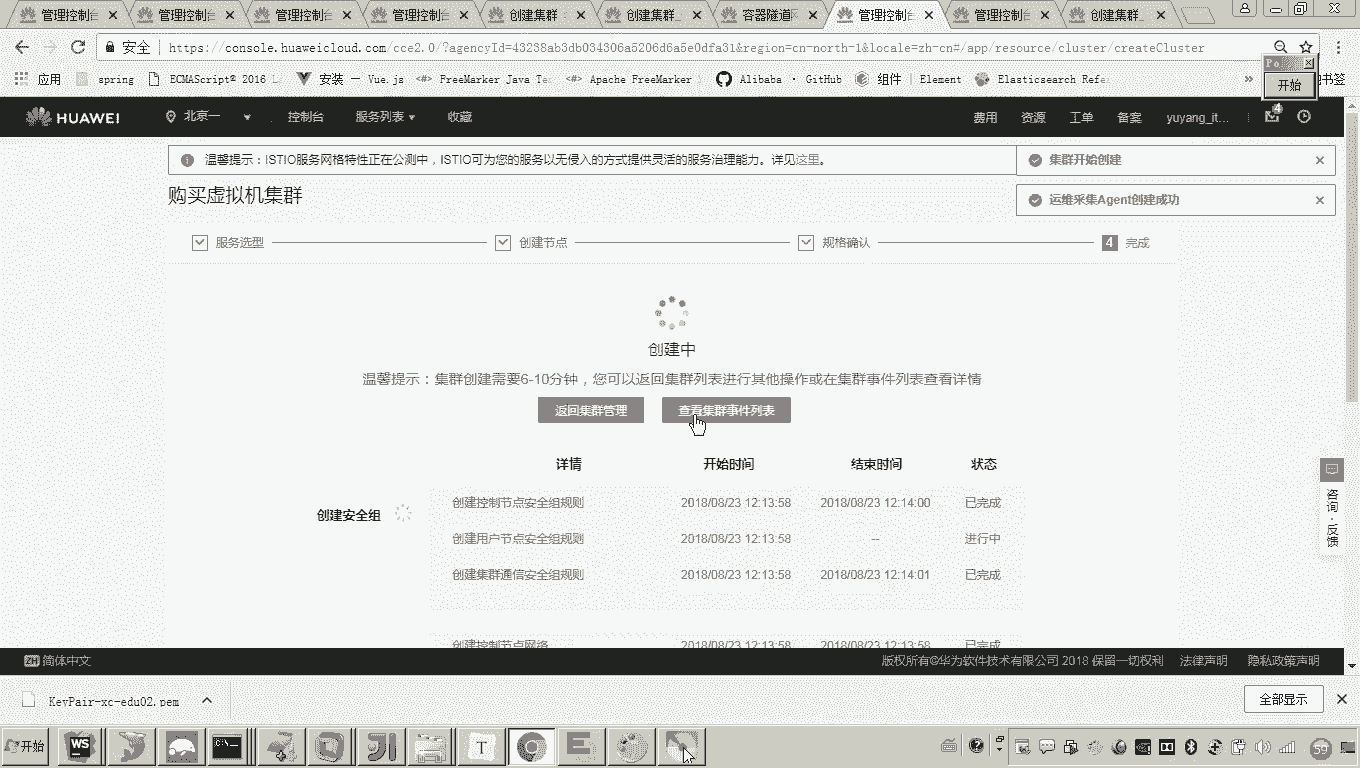 管理控制台
管理控制台
管理控制台
管理控制台
创建集群
创建集群_
容器隧道网
管理控制台
管理控制台
创建集群_
安全
https://console.huaweicloud.com/cce2.0/?agencyId=43238ab3db034306a5206d6a5e0dfa31&region=cn-north-1&locale=zh-cn#/app/resource/cluster/createCluster
应用
spring
ECMAScript® 2016 La
安装 — Vue.js
FreeMarker Java Te
Apache FreeMarker
Alibaba · GitHub
组件 | Element
Elasticsearch Refe
»
书签
Po
开始
HUAWEI
北京一
控制台
服务列表
收藏
费用
资源
工单
备案
yuyang_it...
4
温馨提示：ISTIO服务网格特性正在公测中，ISTIO可为您的服务以无侵入的方式提供灵活的服务治理能力。详见这里。
集群开始创建
运维采集Agent创建成功
购买虚拟机集群
服务选型
创建节点
规格确认
4 完成
创建中
温馨提示：集群创建需要6-10分钟，您可以返回集群列表进行其他操作或在集群事件列表查看详情
返回集群管理
查看集群事件列表
详情 开始时间 结束时间 状态
创建安全组
创建控制节点安全组规则 2018/08/23 12:13:58 2018/08/23 12:14:00 已完成
创建用户节点安全组规则 2018/08/23 12:13:58 -- 进行中
创建集群通信安全组规则 2018/08/23 12:13:58 2018/08/23 12:14:01 已完成
创建控制节点网络 2018/08/23 12:13:58 2018/08/23 12:13:58 已完成
咨询·反馈
ZH 简体中文
版权所有©华为软件技术有限公司 2018 保留一切权利
法律声明
隐私政策声明
KeyPair-xc-edu02.pem
全部显示
开始
WS
C:\
T
59